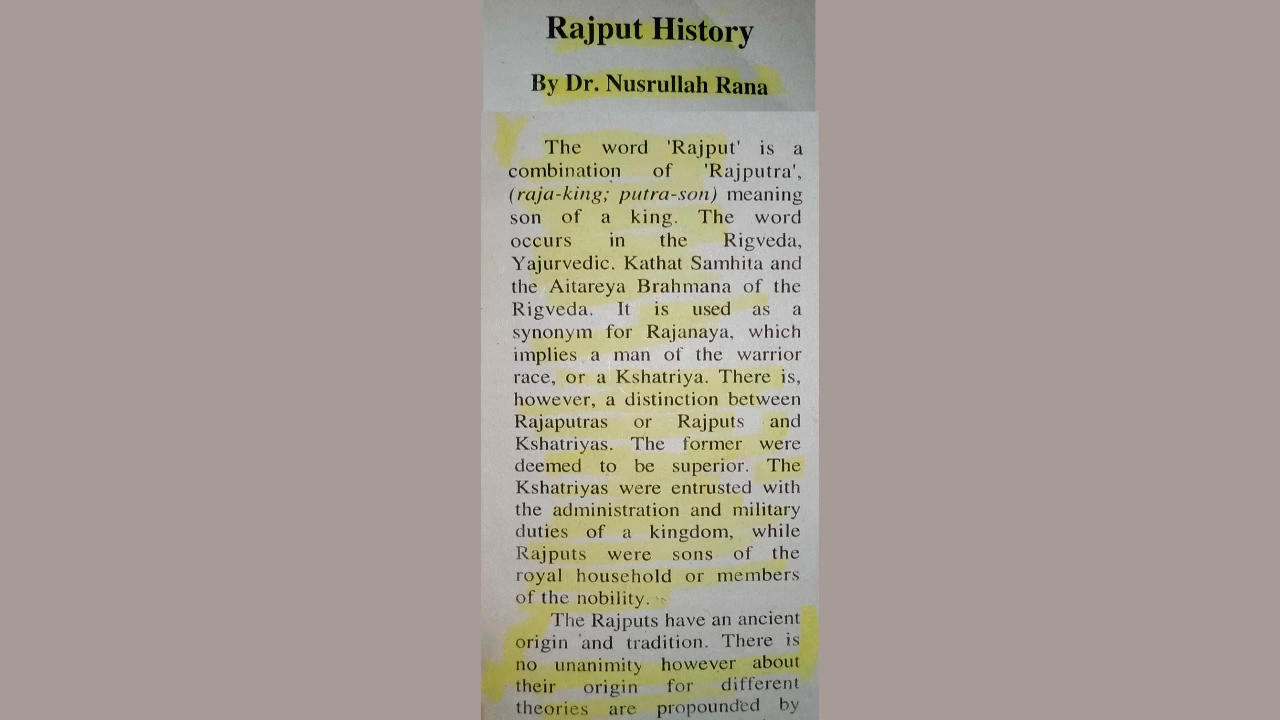 Rajput History
By Dr. Nusrullah Rana
The word 'Rajput' is a
combination of 'Rajputra',
(raja-king; putra-son) meaning
son of a king. The word
occurs in the Rigveda,
Yajurvedic. Kathat Samhita and
the Aitareya Brahmana of the
Rigveda. It is used as a
synonym for Rajanaya, which
implies a man of the warrior
race, or a Kshatriya. There is,
however, a distinction between
Rajaputras or Rajputs and
Kshatriyas. The former were
deemed to be superior. The
Kshatriyas were entrusted with
the administration and military
duties of a kingdom, while
Rajputs were sons of the
royal household or members
of the nobility.
The Rajputs have an ancient
origin and tradition. There is
no unanimity however about
their origin for different
theories are propounded by